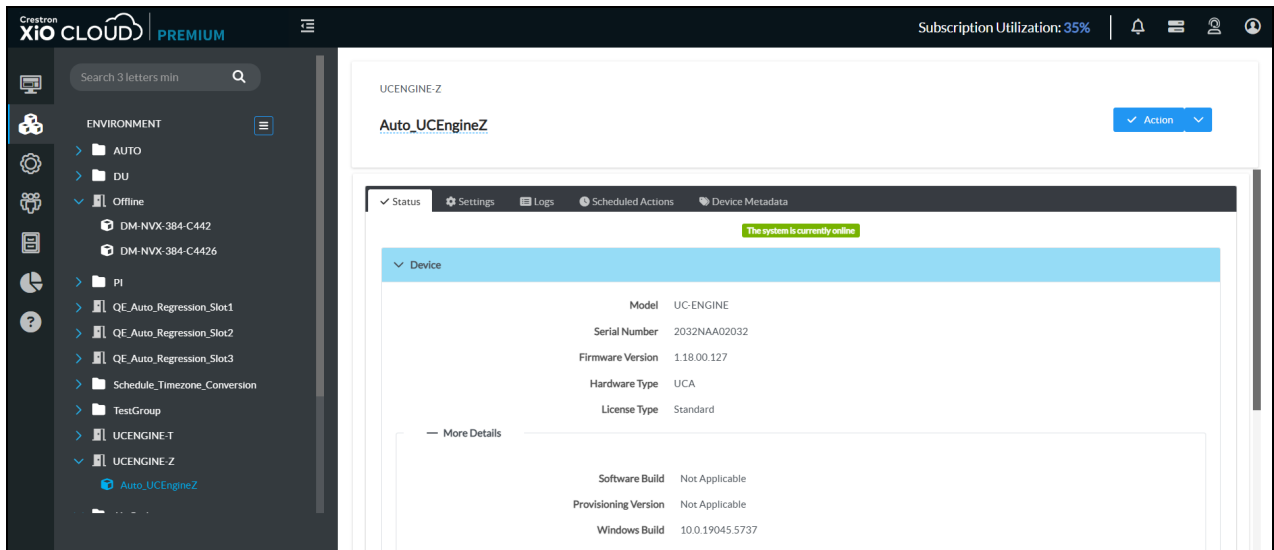 Crestron
XiO CLOUD | PREMIUM
Subscription Utilization: 35%
Search 3 letters min
ENVIRONMENT
AUTO
DU
Offline
DM-NVX-384-C442
DM-NVX-384-C4426
PI
QE_Auto_Regression_Slot1
QE_Auto_Regression_Slot2
QE_Auto_Regression_Slot3
Schedule_Timezone_Conversion
TestGroup
UCENGINE-T
UCENGINE-Z
Auto_UCEngineZ
UCENGINE-Z
Auto_UCEngineZ
Action
Status Settings Logs Scheduled Actions Device Metadata
The system is currently online
Device
Model UC-ENGINE
Serial Number 2032NAA02032
Firmware Version 1.18.00.127
Hardware Type UCA
License Type Standard
More Details
Software Build Not Applicable
Provisioning Version Not Applicable
Windows Build 10.0.19045.5737